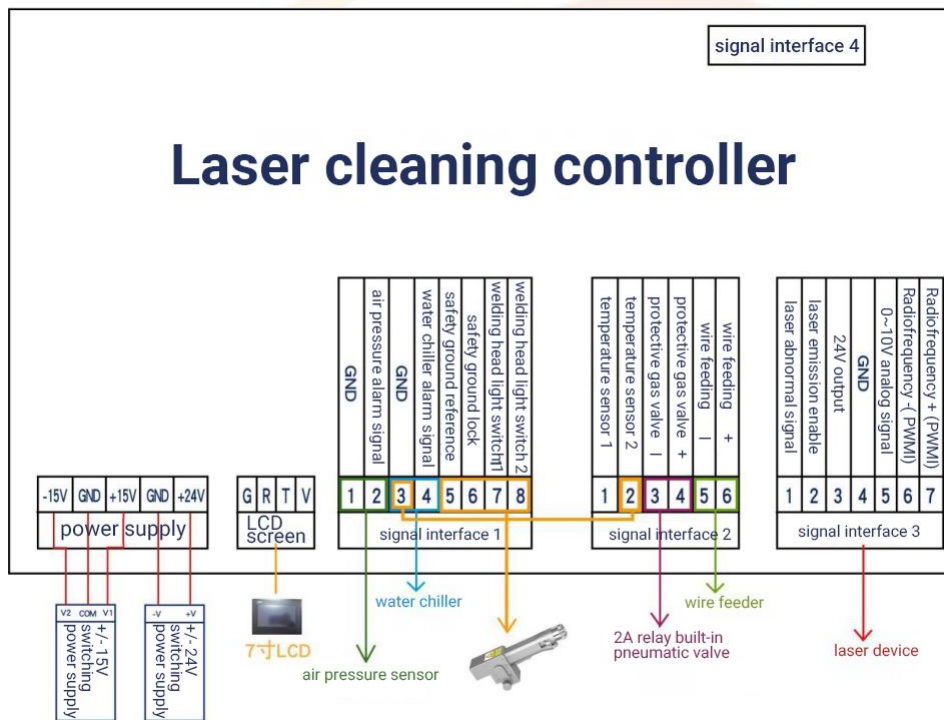 signal interface 4
Laser cleaning controller
GND
air pressure alarm signal
GND
water chiller alarm signal
safety ground reference
safety ground lock
welding head light switch1
welding head light switch 2
temperature sensor 1
temperature sensor 2
protective gas valve -
protective gas valve +
wire feeding -
wire feeding +
laser abnormal signal
laser emission enable
24V output
GND
0~10V analog signal
Radiofrequency -( PWMI)
Radiofrequency + (PWMI)
-15V GND +15V GND +24V
power supply
G R T V
LCD
screen
1 2 3 4 5 6 7 8
signal interface 1
1 2 3 4 5 6
signal interface 2
1 2 3 4 5 6 7
signal interface 3
V2 COM V1
+/-15V
switching
power supply
-V +V
+/-24V
switching
power supply
7寸LCD
air pressure sensor
water chiller
2A relay built-in
pneumatic valve
wire feeder
laser device